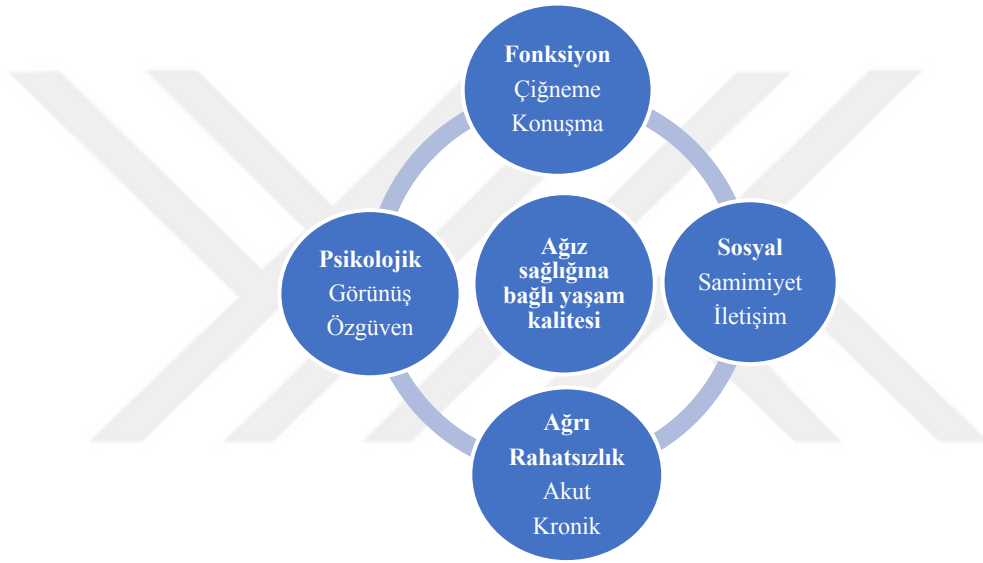 Fonksiyon
Çiğneme
Konuşma
Psikolojik
Görünüş
Özgüven
Ağız
sağlığına
bağlı yaşam
kalitesi
Sosyal
Samimiyet
İletişim
Ağrı
Rahatsızlık
Akut
Kronik